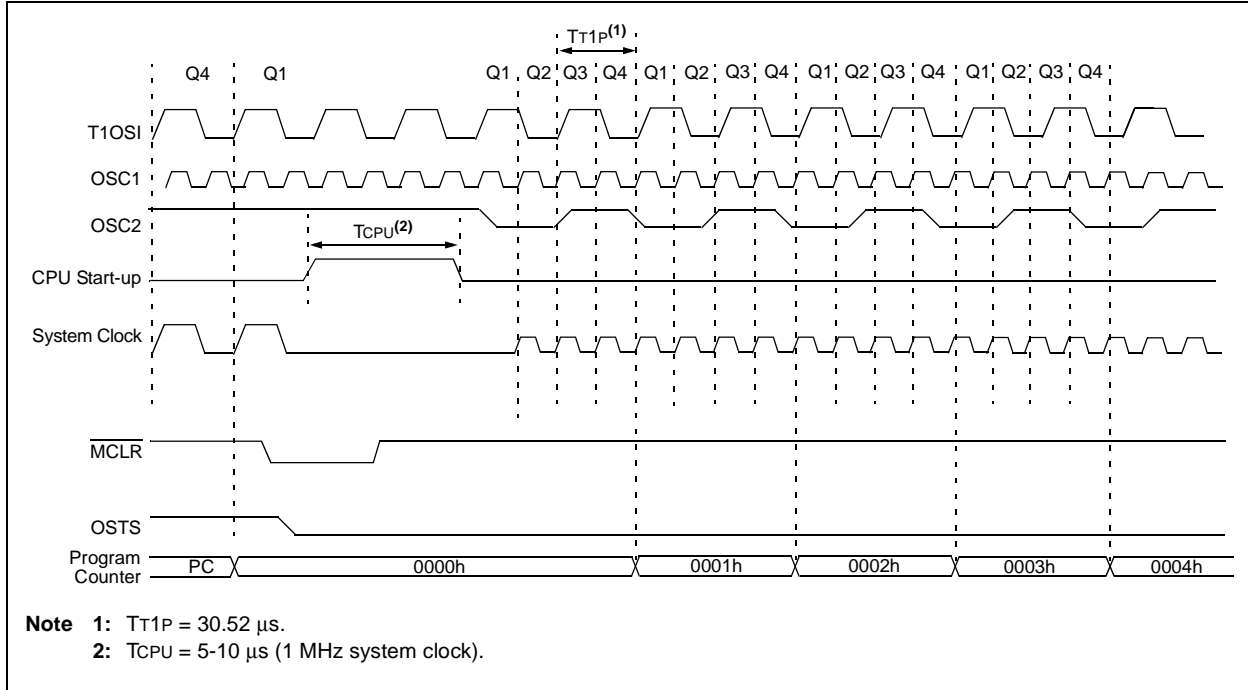 TT1P(1)
Q4 Q1 Q1 Q2 Q3 Q4 Q1 Q2 Q3 Q4 Q1 Q2 Q3 Q4 Q1 Q2 Q3 Q4
T1OSI
OSC1
OSC2
TCPU(2)
CPU Start-up
System Clock
MCLR
OSTS
Program
Counter
PC 0000h 0001h 0002h 0003h 0004h
Note 1: TT1P = 30.52 μs.
2: TCPU = 5-10 μs (1 MHz system clock).